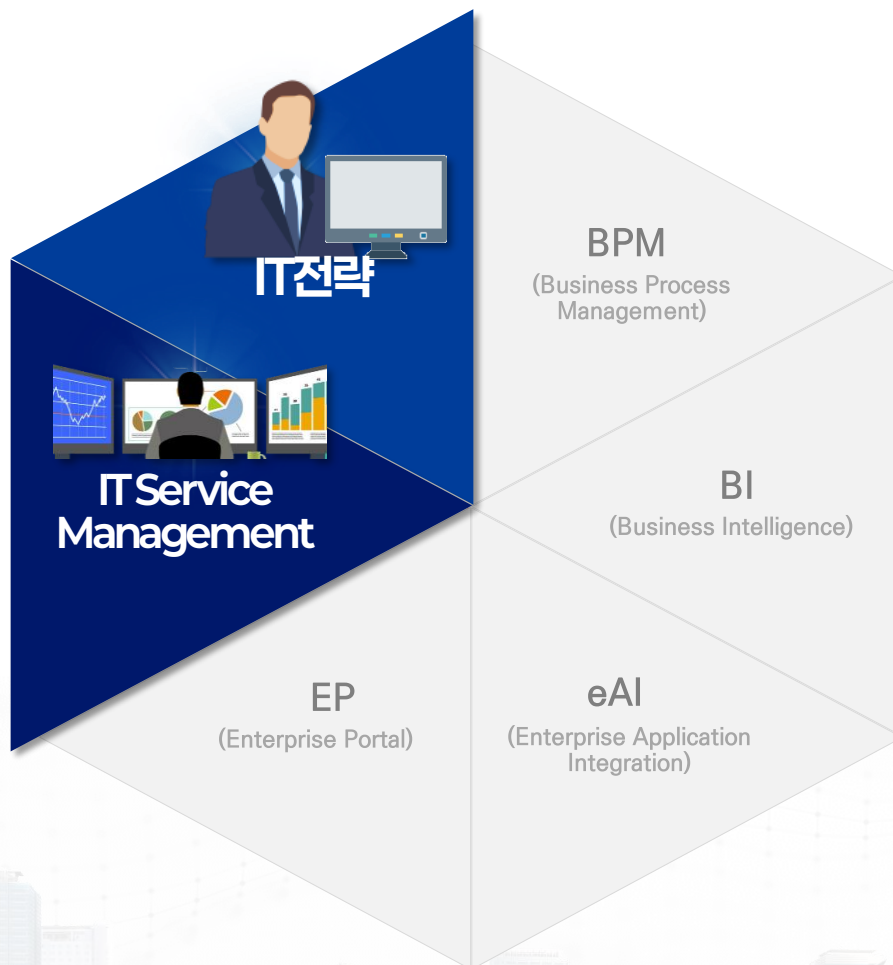 IT전략
BPM
(Business Process
Management)
IT Service
Management
BI
(Business Intelligence)
EP
(Enterprise Portal)
eAI
(Enterprise Application
Integration)